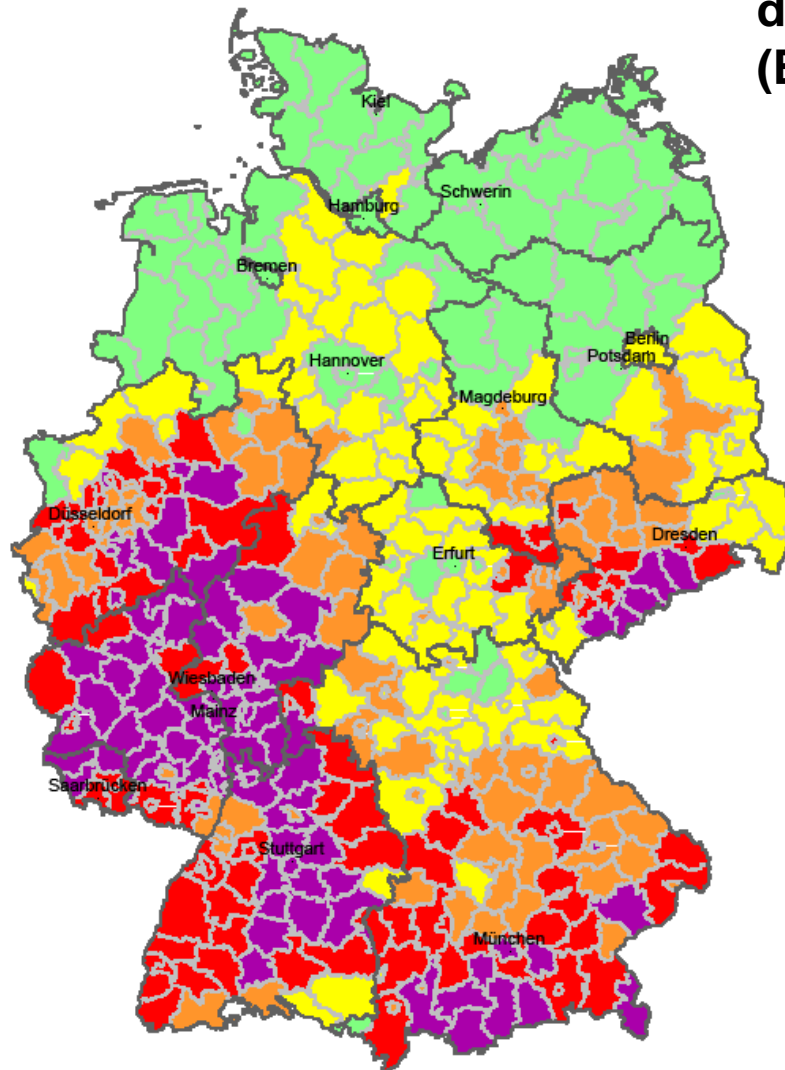 d
(E
Kiel
Schwerin
Hamburg
Bremen
Berlin
Hannover
Potsdam
Magdeburg
Düsseldorf
Dresden
Erfurt
Wiesbaden
Mainz
Saarbrücken
Stuttgart
München